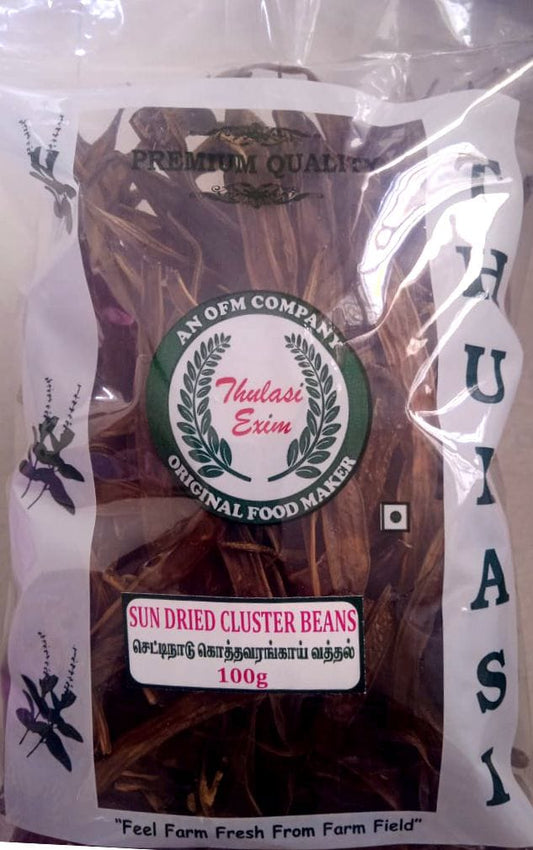 PREMIUM QUALITY
AN OFM COMPANY
Thulasi
Exim
ORIGINAL FOOD MAKER
THULASI
SUN DRIED CLUSTER BEANS
செட்டிநாடு கொத்தவரங்காய் வத்தல்
100g
"Feel Farm Fresh From Farm Field"